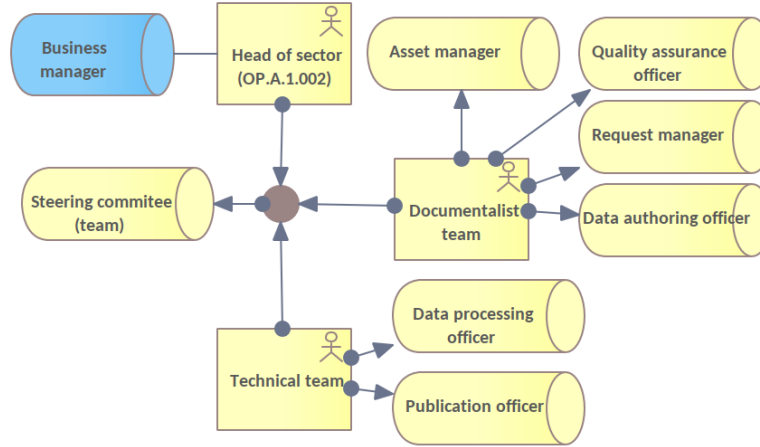 Business
manager
Head of sector
(OP.A.1.002)
Asset manager
Quality assurance
officer
Request manager
Steering commitee
(team)
Documentalist
team
Data authoring officer
Data processing
officer
Technical team
Publication officer